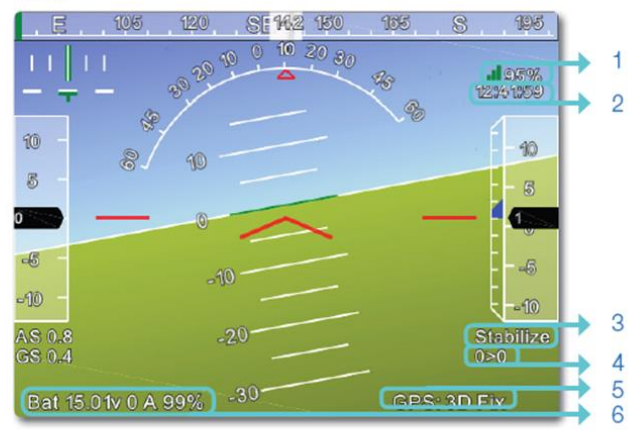 E 105 120 SE 142 150 165 S 195
60 45 30 20 10 0 10 20 30 45 60
95% 1
12:41:59 2
10 5 0 -5 -10
10 0 -10 -20 -30
10 5 1 -5 -10
AS 0.8
GS 0.4
Stabilize 3
0>0 4
GPS: 3D Fix 5
Bat 15.01v 0 A 99% 6